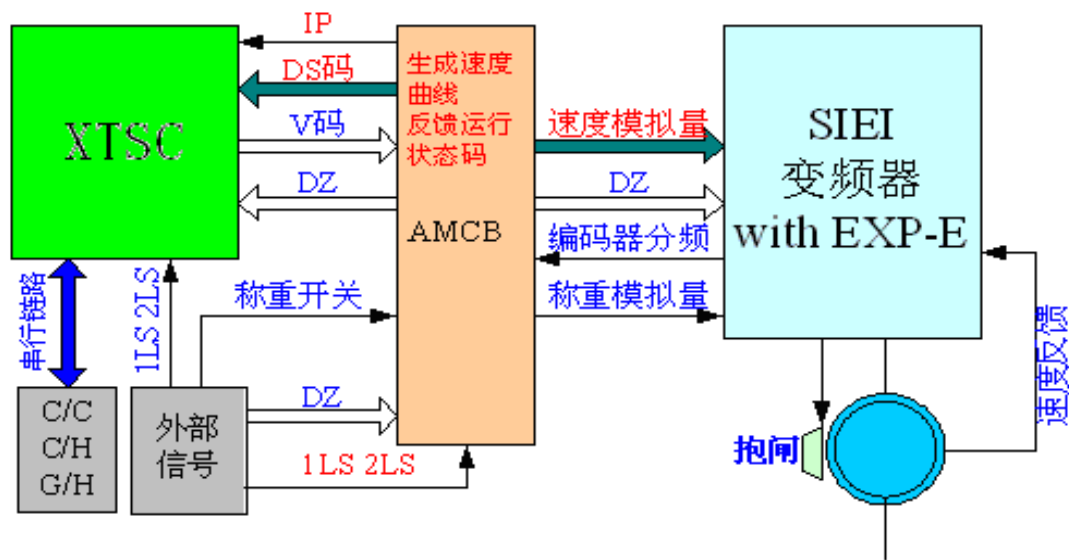 IP
DS码
V码
DZ
XTSC
生成速度
曲线
反馈运行
状态码
AMCB
速度模拟量
DZ
编码器分频
称重模拟量
SIEI
变频器
with EXP-E
串行链路
1LS 2LS
称重开关
DZ
1LS 2LS
C/C
C/H
G/H
外部
信号
抱闸
速度反馈